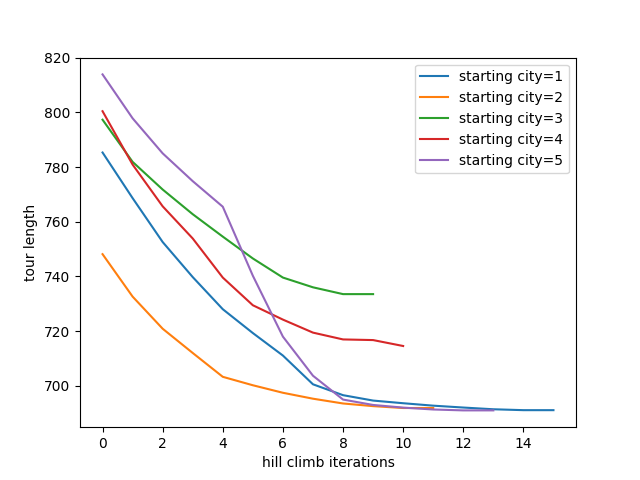 820
800
780
760
740
720
700
tour length
0 2 4 6 8 10 12 14
hill climb iterations
starting city=1
starting city=2
starting city=3
starting city=4
starting city=5